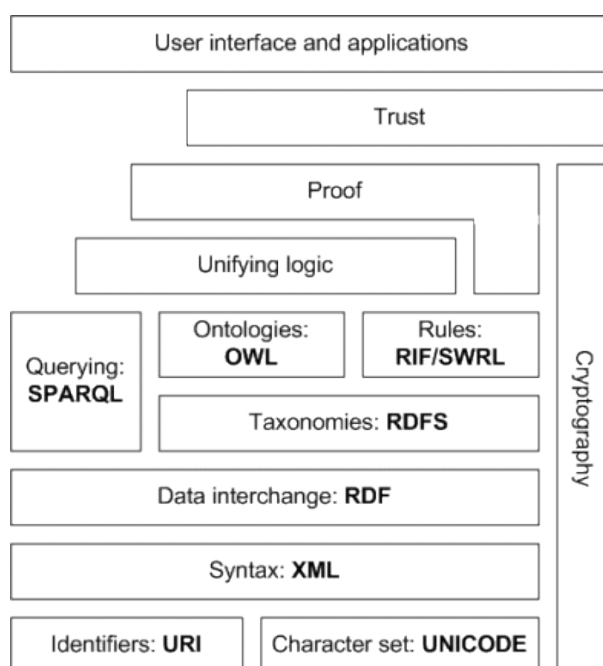 User interface and applications
Trust
Proof
Unifying logic
Querying:
SPARQL
Ontologies:
OWL
Rules:
RIF/SWRL
Taxonomies: RDFS
Cryptography
Data interchange: RDF
Syntax: XML
Identifiers: URI
Character set: UNICODE